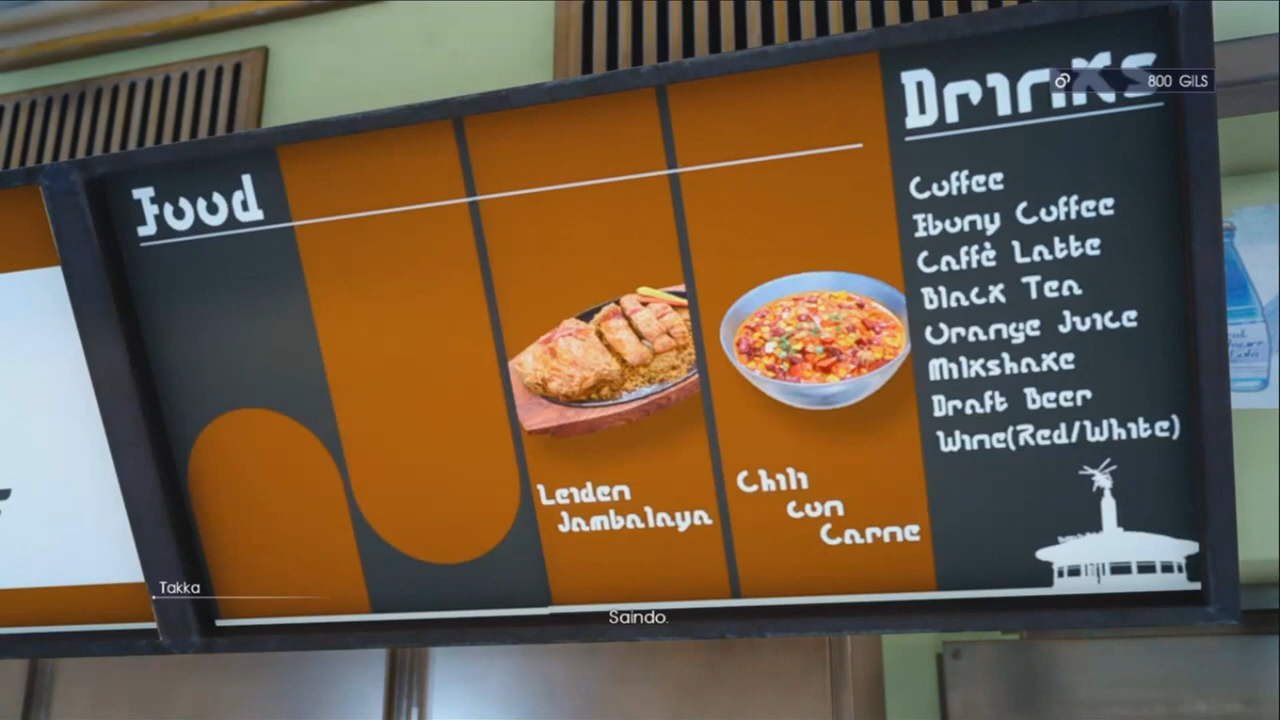 Food
Leiden
Jambalaya
Chili
con
Carne
Drinks
800 GILS
Coffee
Ebony Coffee
Caffè Latte
Black Tea
Orange Juice
Milkshake
Draft Beer
Wine(Red/White)
Takka
Saindo.